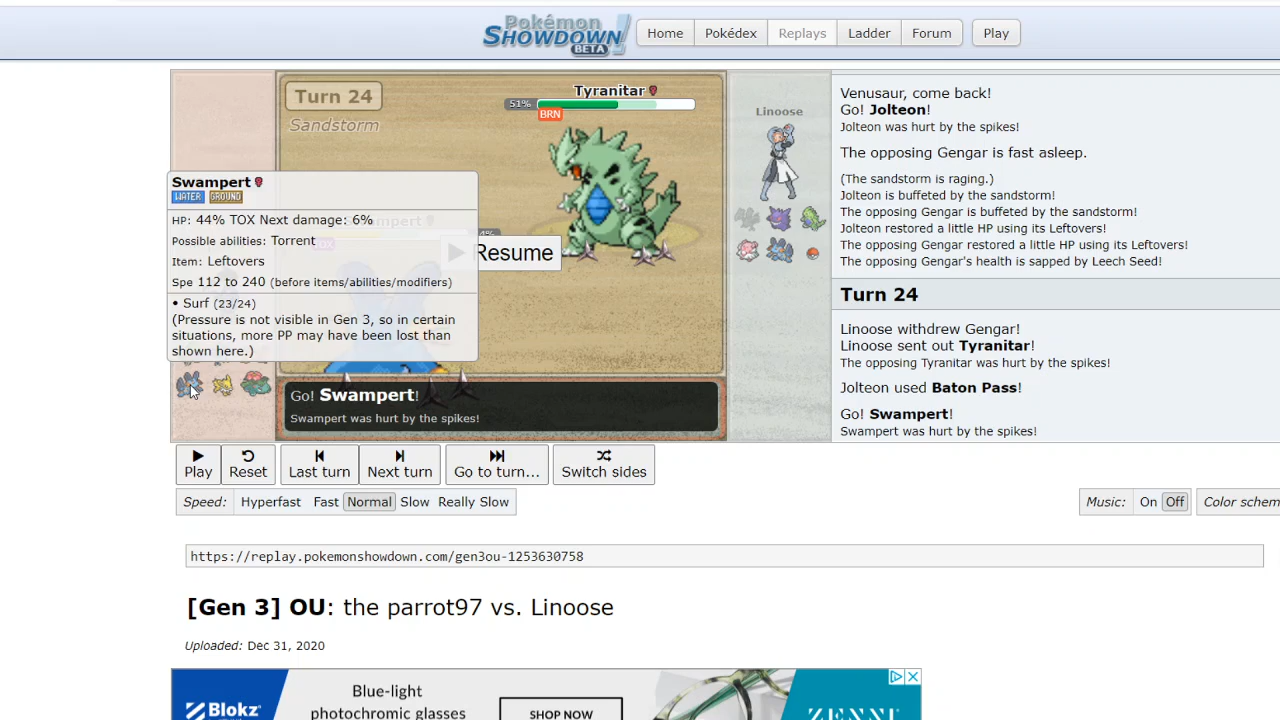 Pokémon
SHOWDOWN!
BETA
Home
Pokédex
Replays
Ladder
Forum
Play
Turn 24
Sandstorm
Tyranitar
51%
BRN
Swampert
WATER GROUND
HP: 44% TOX Next damage: 6%
Possible abilities: Torrent
Item: Leftovers
Spe 112 to 240 (before items/abilities/modifiers)
• Surf (23/24)
(Pressure is not visible in Gen 3, so in certain
situations, more PP may have been lost than
shown here.)
Resume
Go! Swampert!
Swampert was hurt by the spikes!
Linoose
Venusaur, come back!
Go! Jolteon!
Jolteon was hurt by the spikes!
The opposing Gengar is fast asleep.
(The sandstorm is raging.)
Jolteon is buffeted by the sandstorm!
The opposing Gengar is buffeted by the sandstorm!
Jolteon restored a little HP using its Leftovers!
The opposing Gengar restored a little HP using its Leftovers!
The opposing Gengar's health is sapped by Leech Seed!
Turn 24
Linoose withdrew Gengar!
Linoose sent out Tyranitar!
The opposing Tyranitar was hurt by the spikes!
Jolteon used Baton Pass!
Go! Swampert!
Swampert was hurt by the spikes!
Play
Reset
Last turn
Next turn
Go to turn...
Switch sides
Speed: Hyperfast Fast Normal Slow Really Slow
Music: On Off
Color schem
https://replay.pokemonshowdown.com/gen3ou-1253630758
[Gen 3] OU: the parrot97 vs. Linoose
Uploaded: Dec 31, 2020
Blokz
Blue-light
photochromic glasses
SHOP NOW
ZENNI